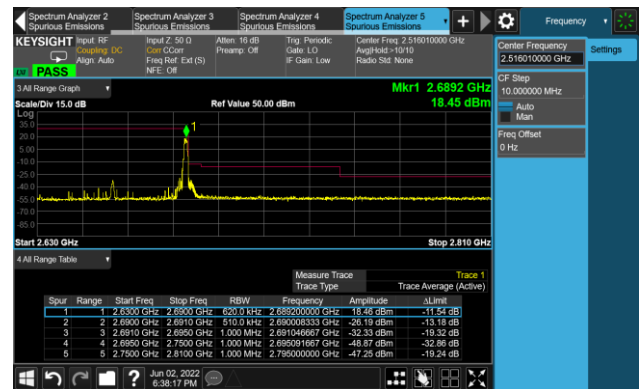 Spectrum Analyzer 2
Spurious Emissions
Spectrum Analyzer 3
Spurious Emissions
Spectrum Analyzer 4
Spurious Emissions
Spectrum Analyzer 5
Spurious Emissions
Frequency
KEYSIGHT
Input: RF
Coupling: DC
Align: Auto
Input Z: 50 Ω
Corr CCorr
Freq Ref: Ext (S)
NFE: Off
Atten: 16 dB
Preamp: Off
Trig: Periodic
Gate: LO
IF Gain: Low
Center Freq: 2.516010000 GHz
Avg|Hold:>10/10
Radio Std: None
PASS
3 All Range Graph
Scale/Div 15.0 dB
Ref Value 50.00 dBm
Mkr1 2.6892 GHz
18.45 dBm
Log
35.0
20.0
5.00
-10.0
-25.0
-40.0
-55.0
-70.0
-85.0
1
Start 2.630 GHz
Stop 2.810 GHz
4 All Range Table
Measure Trace Trace 1
Trace Type Trace Average (Active)
Spur Range Start Freq Stop Freq RBW Frequency Amplitude ΔLimit
1 1 2.6300 GHz 2.6900 GHz 620.0 kHz 2.689200000 GHz 18.46 dBm -11.54 dB
2 2 2.6900 GHz 2.6910 GHz 510.0 kHz 2.690008333 GHz -26.19 dBm -13.18 dB
3 3 2.6910 GHz 2.6950 GHz 1.000 MHz 2.691046667 GHz -32.33 dBm -19.32 dB
4 4 2.6950 GHz 2.7500 GHz 1.000 MHz 2.695091667 GHz -48.87 dBm -32.86 dB
5 5 2.7500 GHz 2.8100 GHz 1.000 MHz 2.795000000 GHz -47.25 dBm -19.24 dB
Center Frequency
2.516010000 GHz
CF Step
10.000000 MHz
Auto
Man
Freq Offset
0 Hz
Settings
Jun 02, 2022
6:38:17 PM